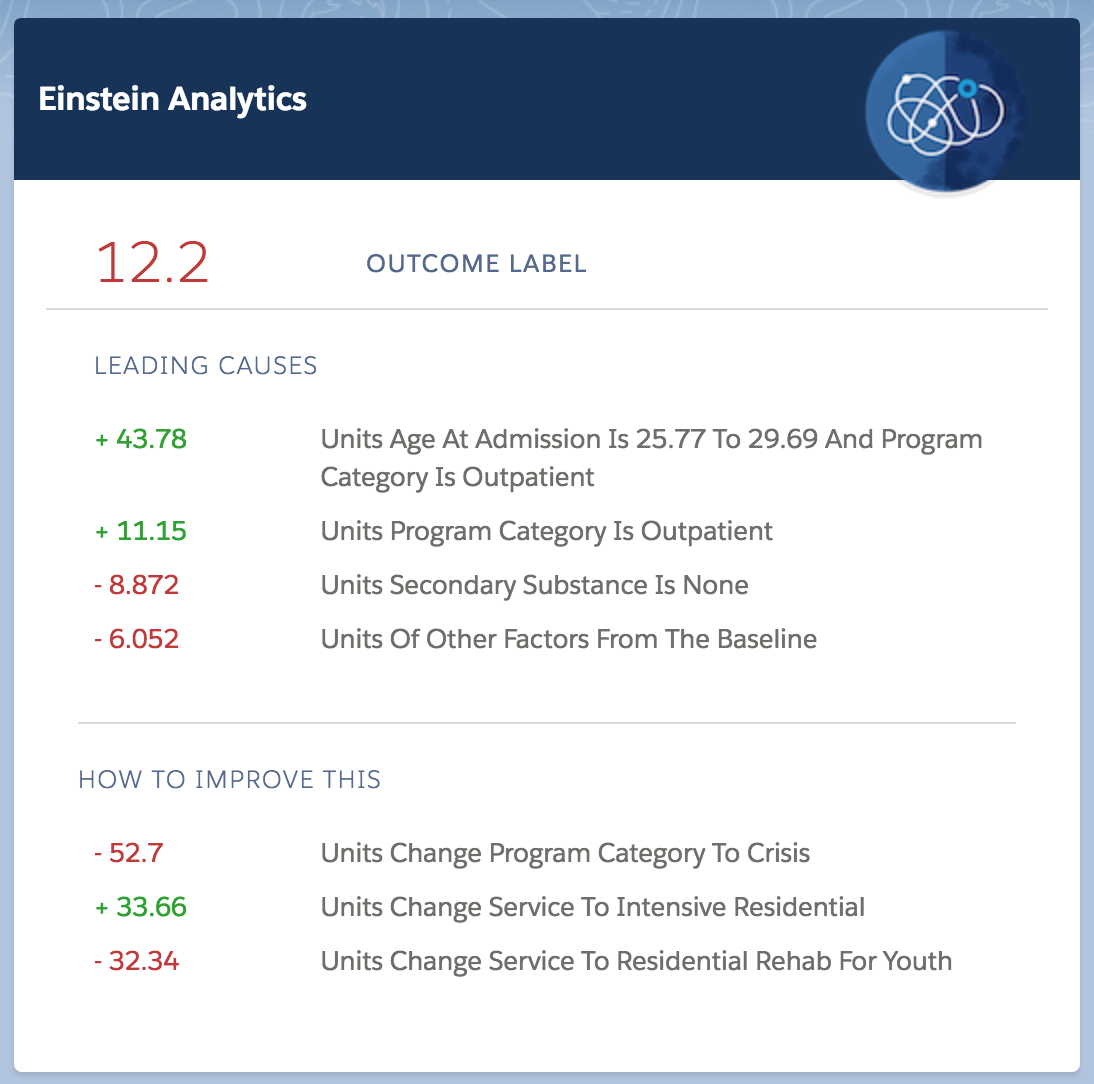 Einstein Analytics
12.2 OUTCOME LABEL
LEADING CAUSES
+ 43.78 Units Age At Admission Is 25.77 To 29.69 And Program
Category Is Outpatient
+ 11.15 Units Program Category Is Outpatient
- 8.872 Units Secondary Substance Is None
- 6.052 Units Of Other Factors From The Baseline
HOW TO IMPROVE THIS
- 52.7 Units Change Program Category To Crisis
+ 33.66 Units Change Service To Intensive Residential
- 32.34 Units Change Service To Residential Rehab For Youth